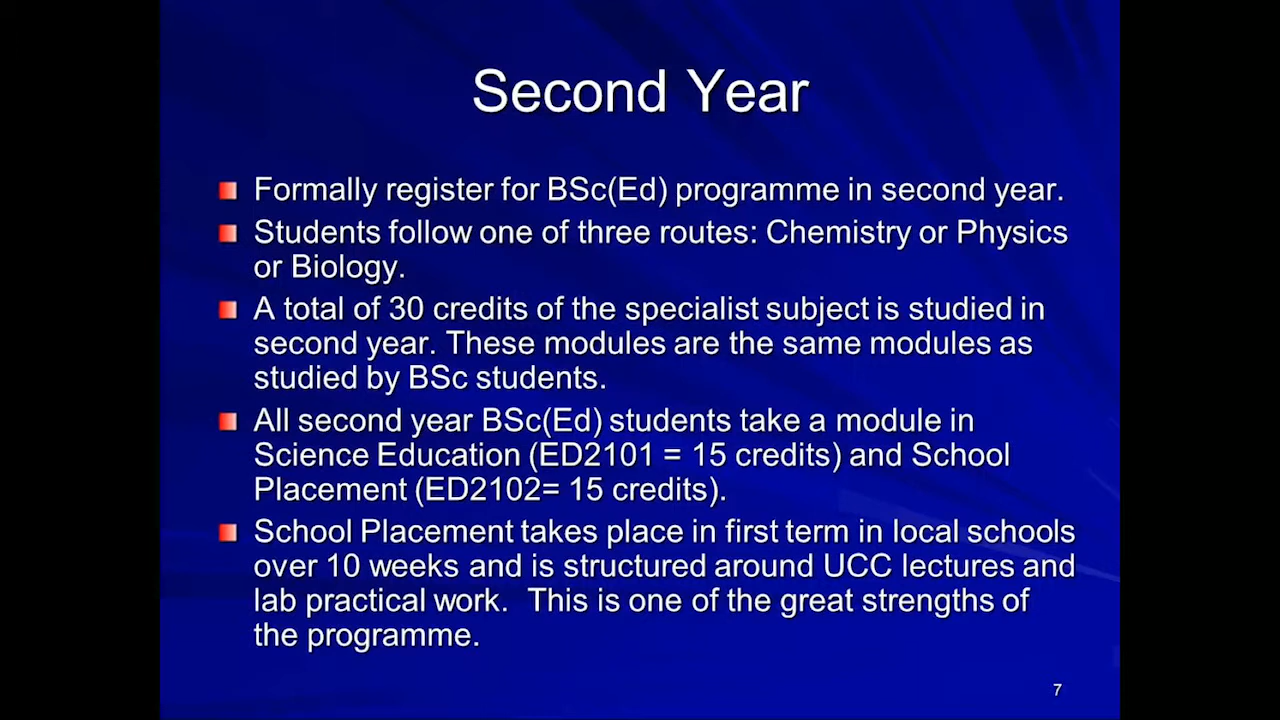 Second Year
Formally register for BSc(Ed) programme in second year.
Students follow one of three routes: Chemistry or Physics
or Biology.
A total of 30 credits of the specialist subject is studied in
second year. These modules are the same modules as
studied by BSc students.
All second year BSc(Ed) students take a module in
Science Education (ED2101 = 15 credits) and School
Placement (ED2102= 15 credits).
School Placement takes place in first term in local schools
over 10 weeks and is structured around UCC lectures and
lab practical work.  This is one of the great strengths of
the programme.
7